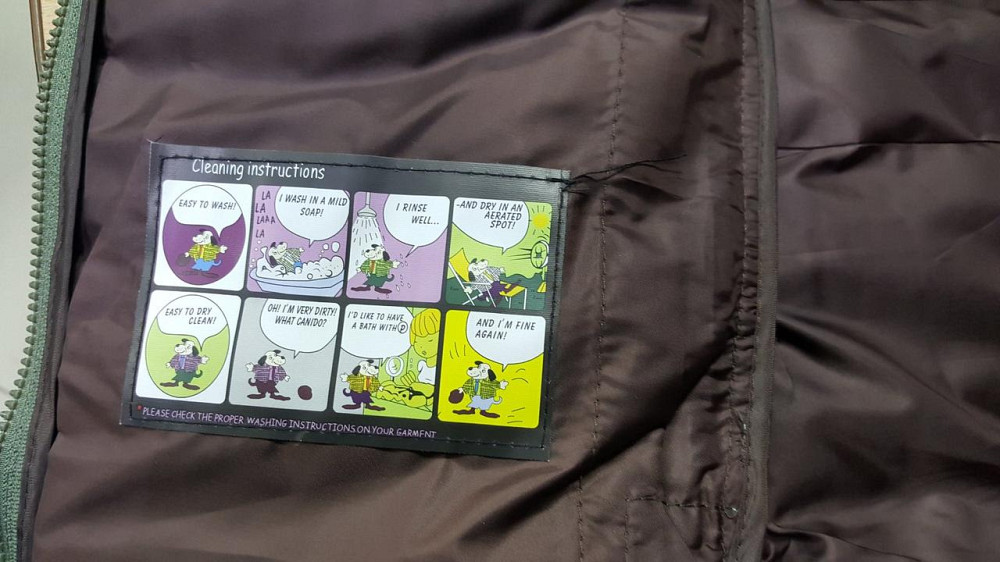 Cleaning instructions
EASY TO WASH!
LA
LA
LAAA
LA
I WASH IN A MILD
SOAP!
I RINSE
WELL...
-AND DRY IN AN
AERATED
SPOT!
EASY TO DRY
CLEAN!
OH! I'M VERY DIRTY!
WHAT CANIDO?
I'D LIKE TO HAVE
A BATH WITH P
AND I'M FINE
AGAIN!
*PLEASE CHECK THE PROPER WASHING INSTRUCTIONS ON YOUR GARMENT